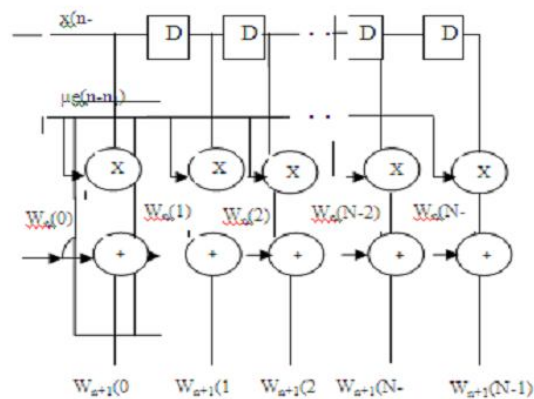 x(n-
D D D D
μe(n-n₁)
X X X X X
Wₙ(0) Wₙ(1) Wₙ(2) Wₙ(N-2) Wₙ(N-
+ + + + +
Wₙ₊₁(0 Wₙ₊₁(1 Wₙ₊₁(2 Wₙ₊₁(N- Wₙ₊₁(N-1)